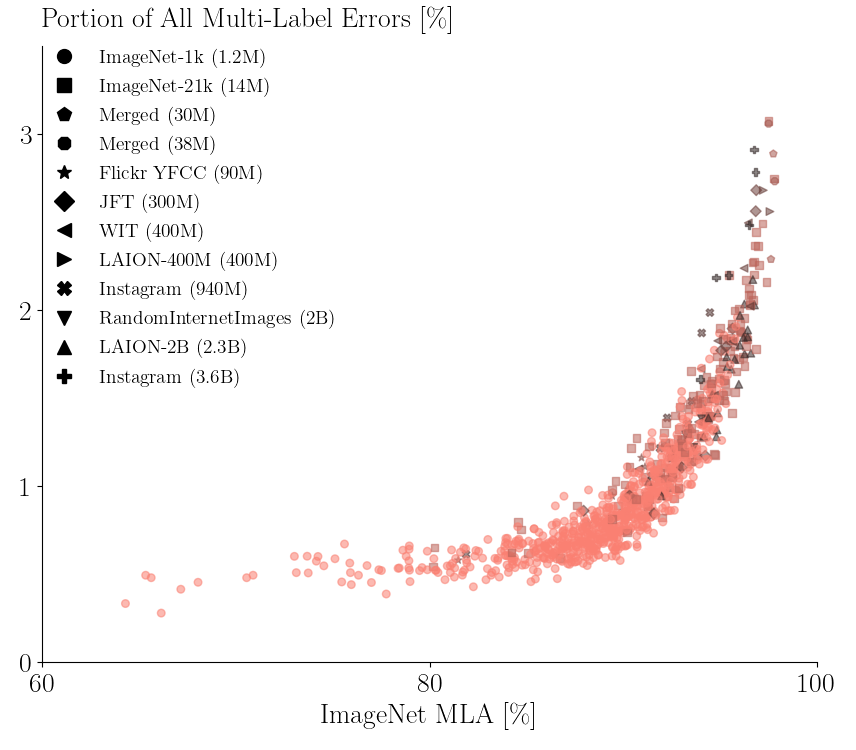 Portion of All Multi-Label Errors [%]
ImageNet-1k (1.2M)
ImageNet-21k (14M)
Merged (30M)
Merged (38M)
Flickr YFCC (90M)
JFT (300M)
WIT (400M)
LAION-400M (400M)
Instagram (940M)
RandomInternetImages (2B)
LAION-2B (2.3B)
Instagram (3.6B)
3
2
1
0
60
80
100
ImageNet MLA [%]